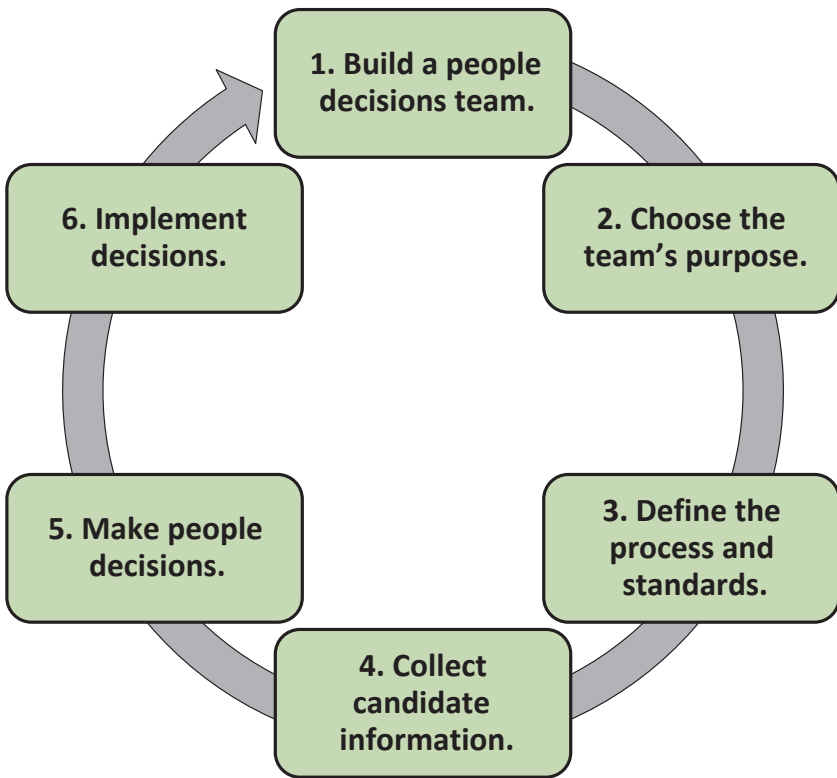 1. Build a people
decisions team.
2. Choose the
team’s purpose.
3. Define the
process and
standards.
4. Collect
candidate
information.
5. Make people
decisions.
6. Implement
decisions.